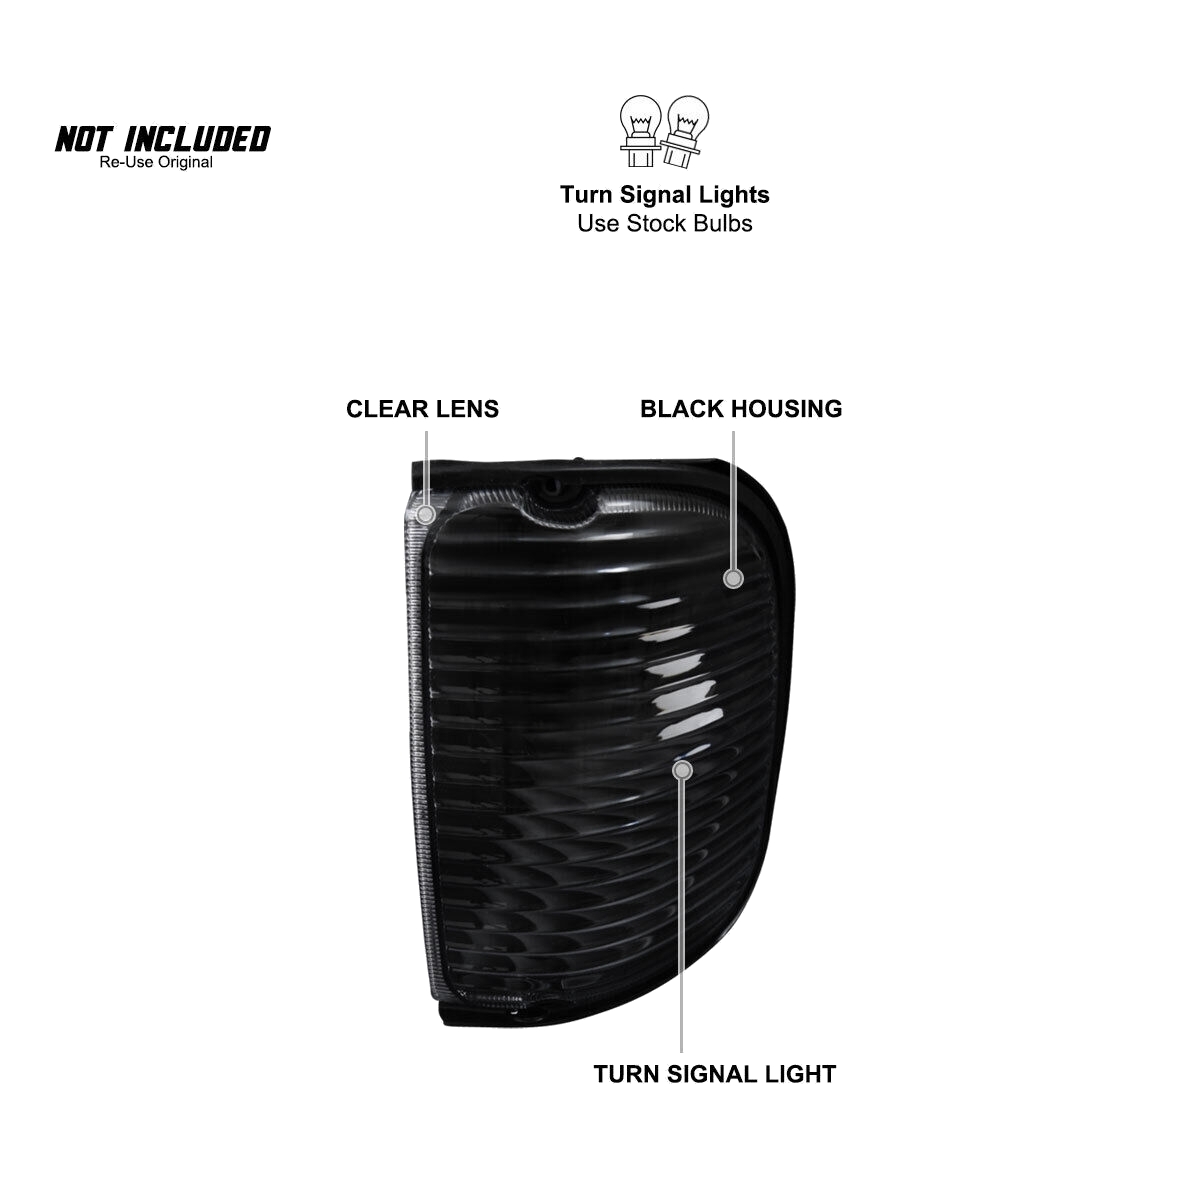 NOT INCLUDED
Re-Use Original
Turn Signal Lights
Use Stock Bulbs
CLEAR LENS
BLACK HOUSING
TURN SIGNAL LIGHT